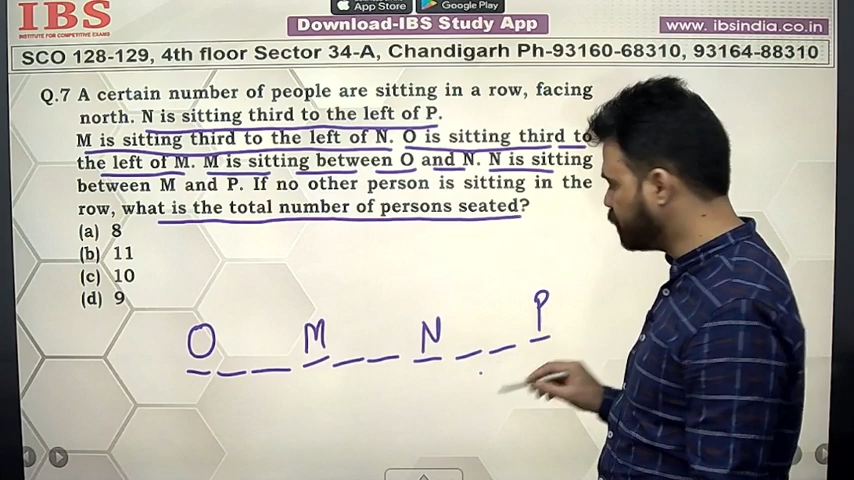 IBS
INSTITUTE FOR COMPETITIVE EXAMS
App Store
Google Play
Download-IBS Study App
www. ibsindia.co.in
SCO 128-129, 4th floor Sector 34-A, Chandigarh Ph-93160-68310, 93164-88310
Q.7 A certain number of people are sitting in a row, facing
north. N is sitting third to the left of P.
M is sitting third to the left of N. O is sitting third to
the left of M. M is sitting between O and N. N is sitting
between M and P. If no other person is sitting in the
row, what is the total number of persons seated?
(a) 8
(b) 11
(c) 10
(d) 9
O M N P